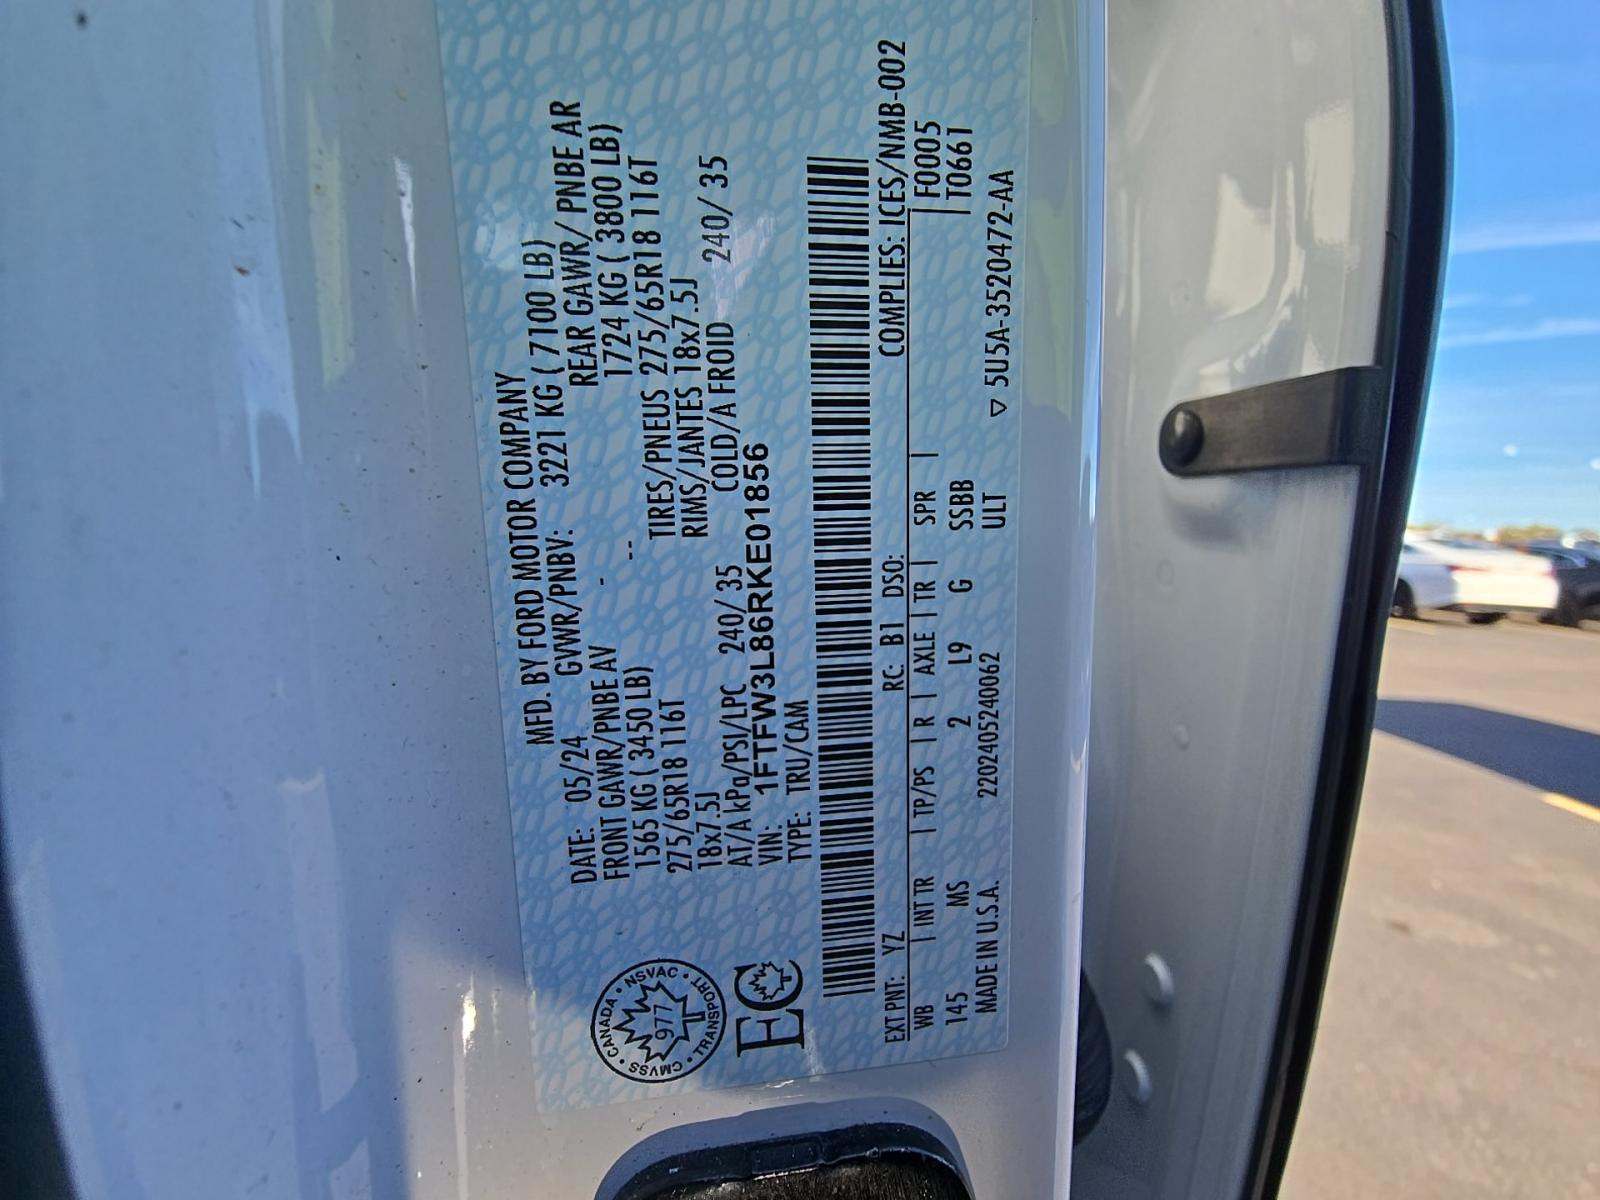 MFD. BY FORD MOTOR COMPANY
DATE: 05/24 GVWR/PNBV: 3221 KG ( 7100 LB)
FRONT GAWR/PNBE AV - REAR GAWR/ PNBE AR
1565 KG ( 3450 LB) -- 1724 KG ( 3800 LB)
275/65R18 116T TIRES/PNEUS 275/65R18 116T
18x7.5J RIMS/JANTES 18x7.5J
AT/A kPa/PSI/LPC 240/ 35 COLD/A FROID 240/ 35
VIN: 1FTFW3L86RKE01856
TYPE: TRU/CAM
CANADA • NSVAC • TRANSPORT • CMVSS •
977
EC
EXT PNT: YZ RC: B1 DSO: COMPLIES: ICES/NMB-002
WB | INT TR | TP/PS | R | AXLE | TR | SPR | F0005
145 MS 2 L9 G SSBB | T0661
MADE IN U.S.A. 2202405240062 ULT ▽ 5U5A-3520472-AA